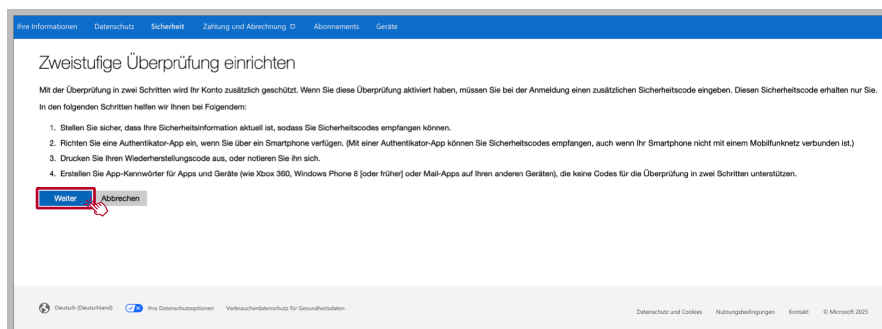 Ihre Informationen Datenschutz Sicherheit Zahlung und Abrechnung Abonnements Geräte
Zweistufige Überprüfung einrichten
Mit der Überprüfung in zwei Schritten wird Ihr Konto zusätzlich geschützt. Wenn Sie diese Überprüfung aktiviert haben, müssen Sie bei der Anmeldung einen zusätzlichen Sicherheitscode eingeben. Diesen Sicherheitscode erhalten nur Sie.
In den folgenden Schritten helfen wir Ihnen bei Folgendem:
1. Stellen Sie sicher, dass Ihre Sicherheitsinformation aktuell ist, sodass Sie Sicherheitscodes empfangen können.
2. Richten Sie eine Authentikator-App ein, wenn Sie über ein Smartphone verfügen. (Mit einer Authentikator-App können Sie Sicherheitscodes empfangen, auch wenn Ihr Smartphone nicht mit einem Mobilfunknetz verbunden ist.)
3. Drucken Sie Ihren Wiederherstellungscode aus, oder notieren Sie ihn sich.
4. Erstellen Sie App-Kennwörter für Apps und Geräte (wie Xbox 360, Windows Phone 8 [oder früher] oder Mail-Apps auf Ihren anderen Geräten), die keine Codes für die Überprüfung in zwei Schritten unterstützen.
Weiter Abbrechen
Deutsch (Deutschland) Ihre Datenschutzoptionen Verbraucherdatenschutz für Gesundheitsdaten
Datenschutz und Cookies Nutzungsbedingungen Kontakt © Microsoft 2025